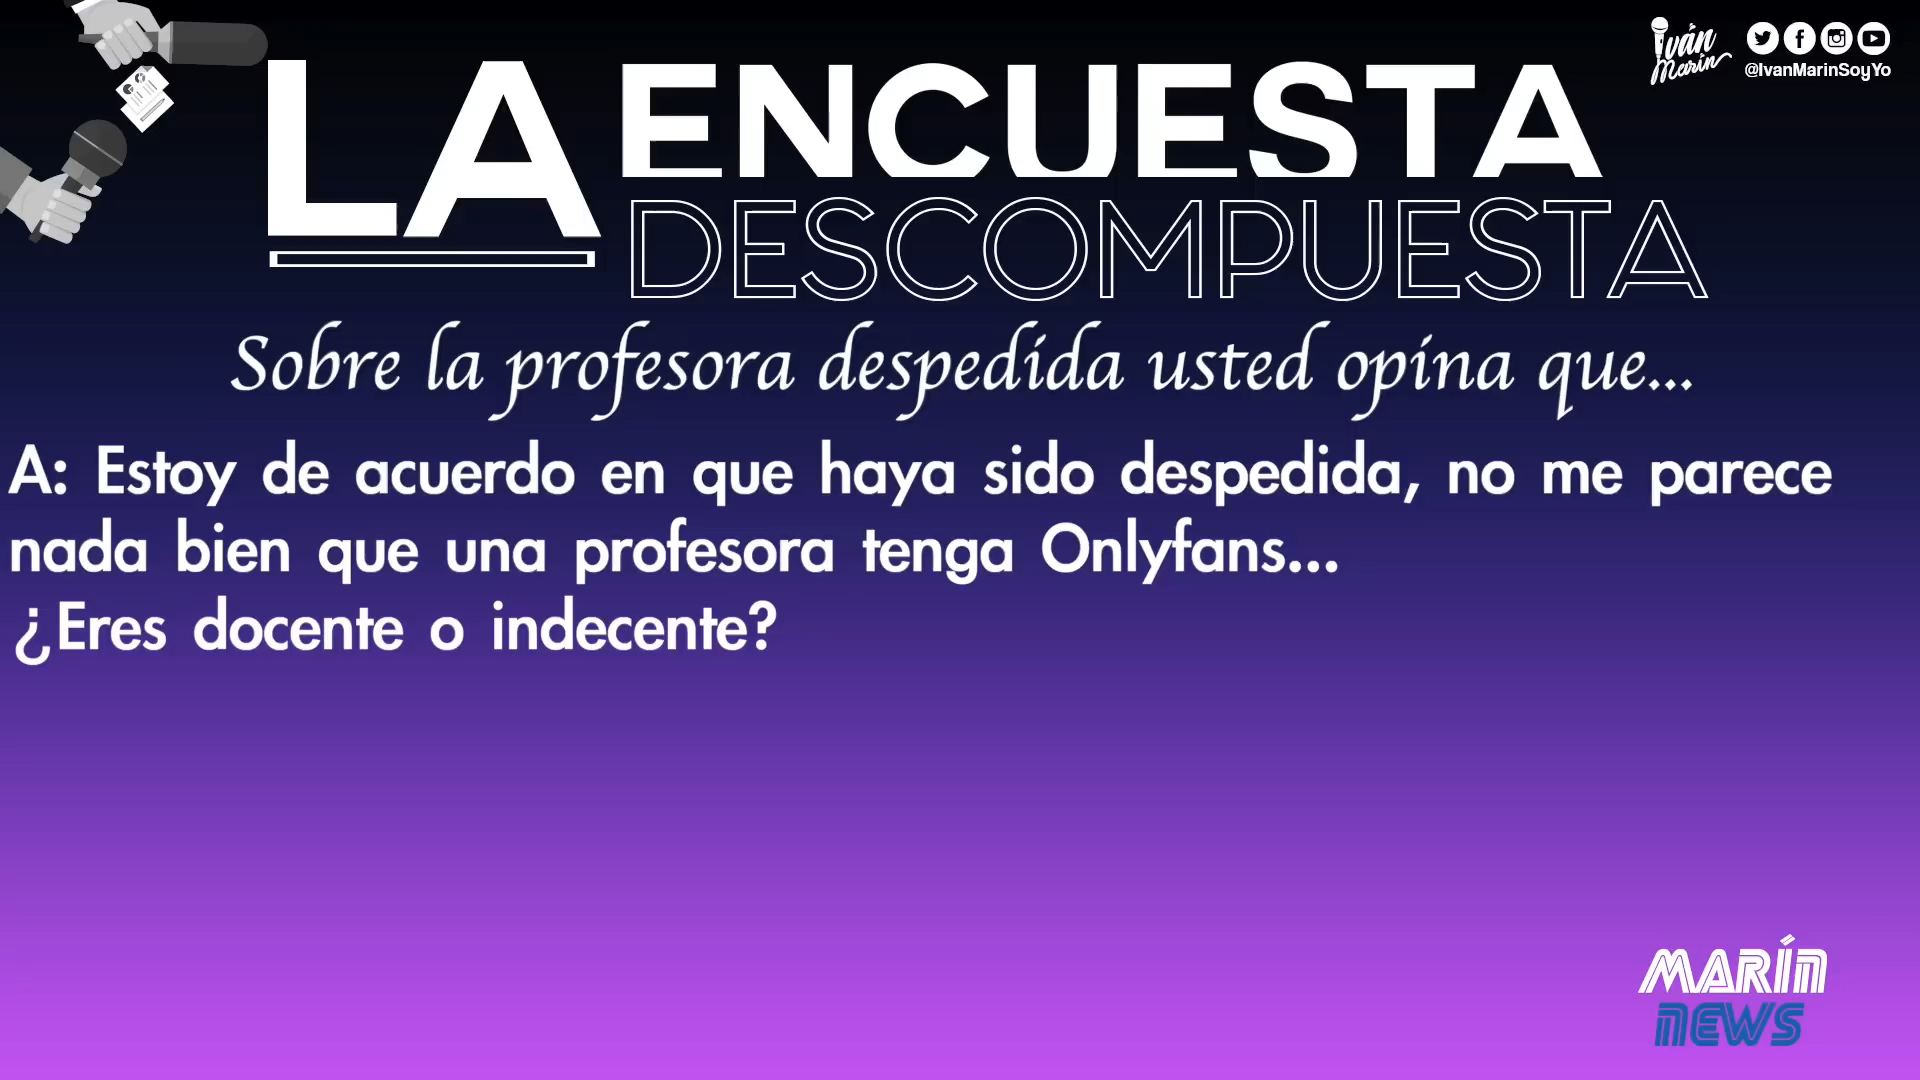 Iván
Marín
@IvanMarinSoyYo
LA ENCUESTA
DESCOMPUESTA
Sobre la profesora despedida usted opina que...
A: Estoy de acuerdo en que haya sido despedida, no me parece
nada bien que una profesora tenga Onlyfans...
¿Eres docente o indecente?
MARÍN
NEWS